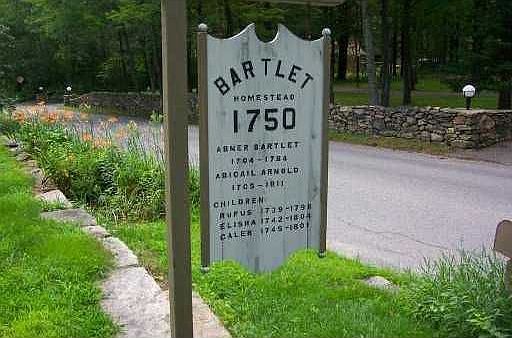 BARTLET
HOMESTEAD
1750
ABNER BARTLET
1704 - 1784
ABIGAIL ARNOLD
1705 - 1811
CHILDREN:
RUFUS 1739-1798
ELISHA 1742-1804
CALEB 1745-1801